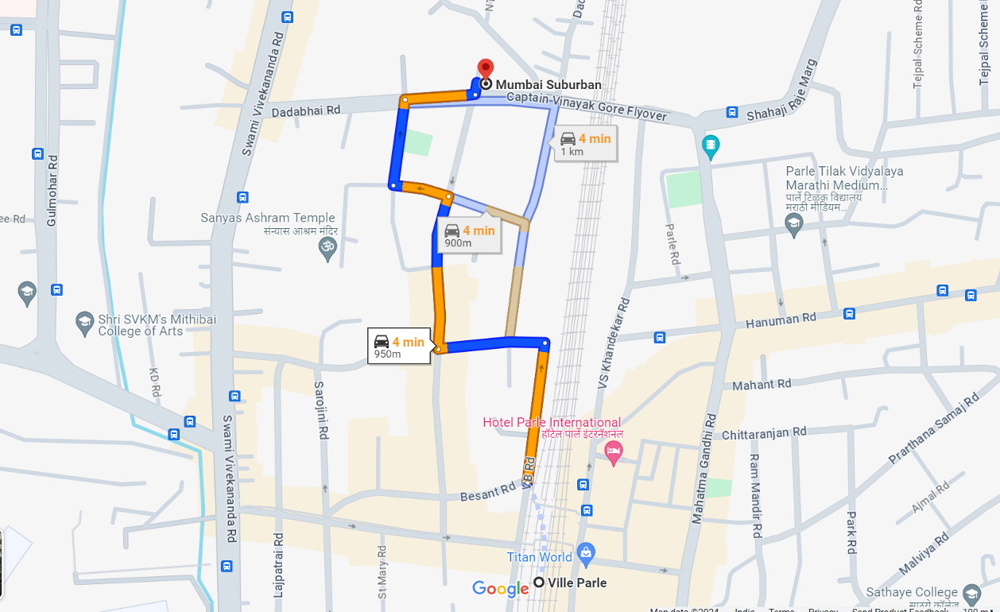 Mumbai Suburban
Captain Vinayak Gore Flyover
Dadabhai Rd
Shahaji Raje Marg
Tejpal Scheme Rd
Tejpal Scheme
Swami Vivekananda Rd
Gulmohar Rd
4 min
1 km
Parle Tilak Vidyalaya
Marathi Medium...
पार्ले टिळक विद्यालय
मराठी मीडियम...
Sanyas Ashram Temple
संन्यास आश्रम मंदिर
4 min
900m
Parle Rd
ee Rd
Shri SVKM's Mithibai
College of Arts
VS Khandekar Rd
Hanuman Rd
4 min
950m
KD Rd
Sarojini Rd
Mahant Rd
Hotel Parle International
हॉटेल पार्ले इंटरनॅशनल
Chittaranjan Rd
Prarthana Samaj Rd
Swami Vivekananda Rd
Mahatma Gandhi Rd
Ram Mandir Rd
Besant Rd
Ajmal Rd
Park Rd
Malviya Rd
Lajpatrai Rd
St Mary Rd
Titan World
Google
Ville Parle
Sathaye College
Map data ©2024
India
Terms
Privacy
Send Product Feedback